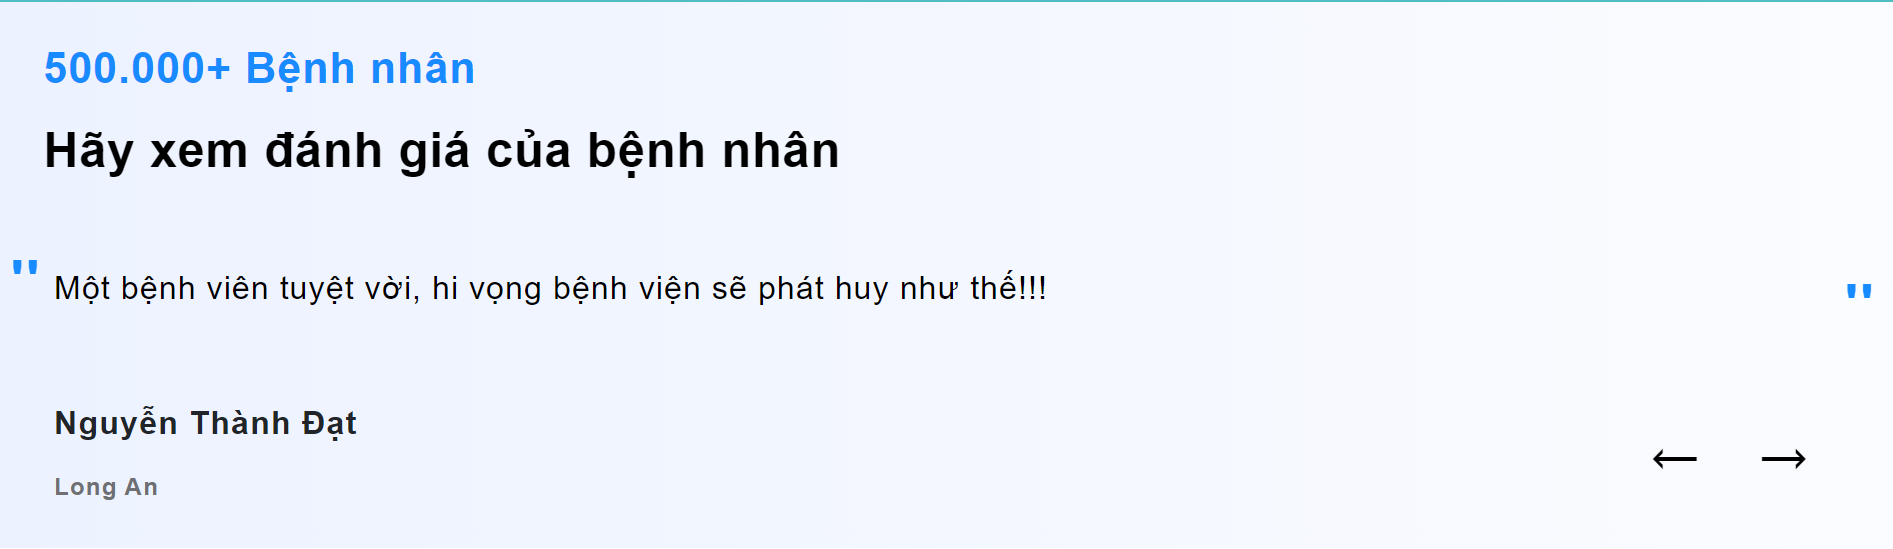 500.000+ Bệnh nhân
Hãy xem đánh giá của bệnh nhân
" Một bệnh viên tuyệt vời, hi vọng bệnh viện sẽ phát huy như thế!!! "
Nguyễn Thành Đạt
Long An
← →